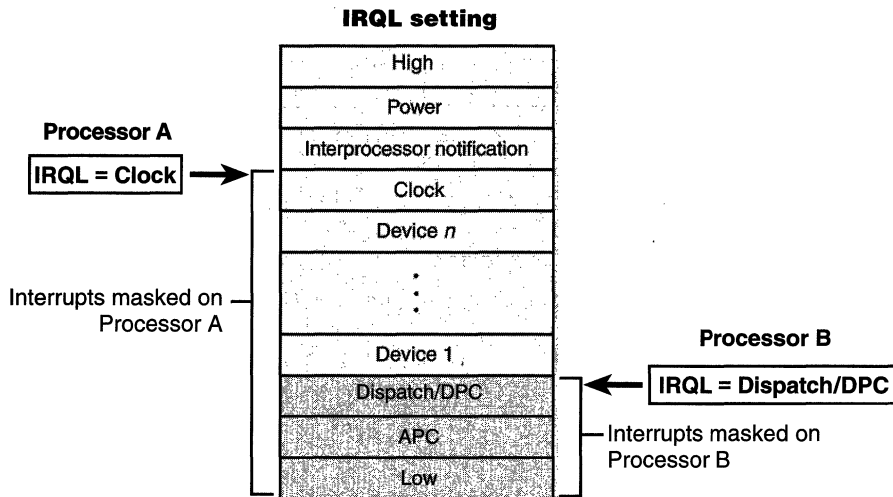 IRQL setting
High
Power
Processor A
Interprocessor notification
IRQL = Clock
Clock
Device n
Interrupts masked on
Processor A
Device 1
Processor B
Dispatch/DPC
IRQL = Dispatch/DPC
APC
Interrupts masked on
Processor B
Low